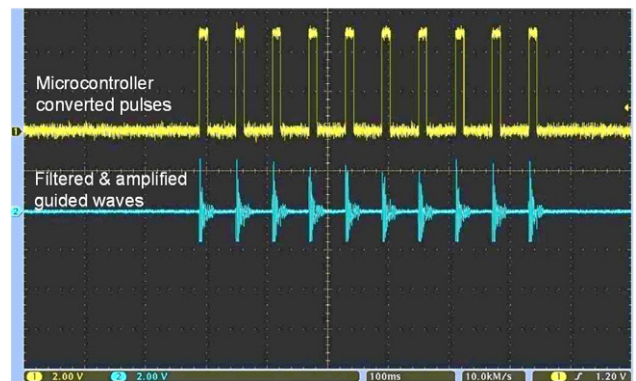 Microcontroller
converted pulses
1
Filtered & amplified
guided waves
2
1 2.00 V 2 2.00 V 100ms 10.0kM/s 1 1.20 V